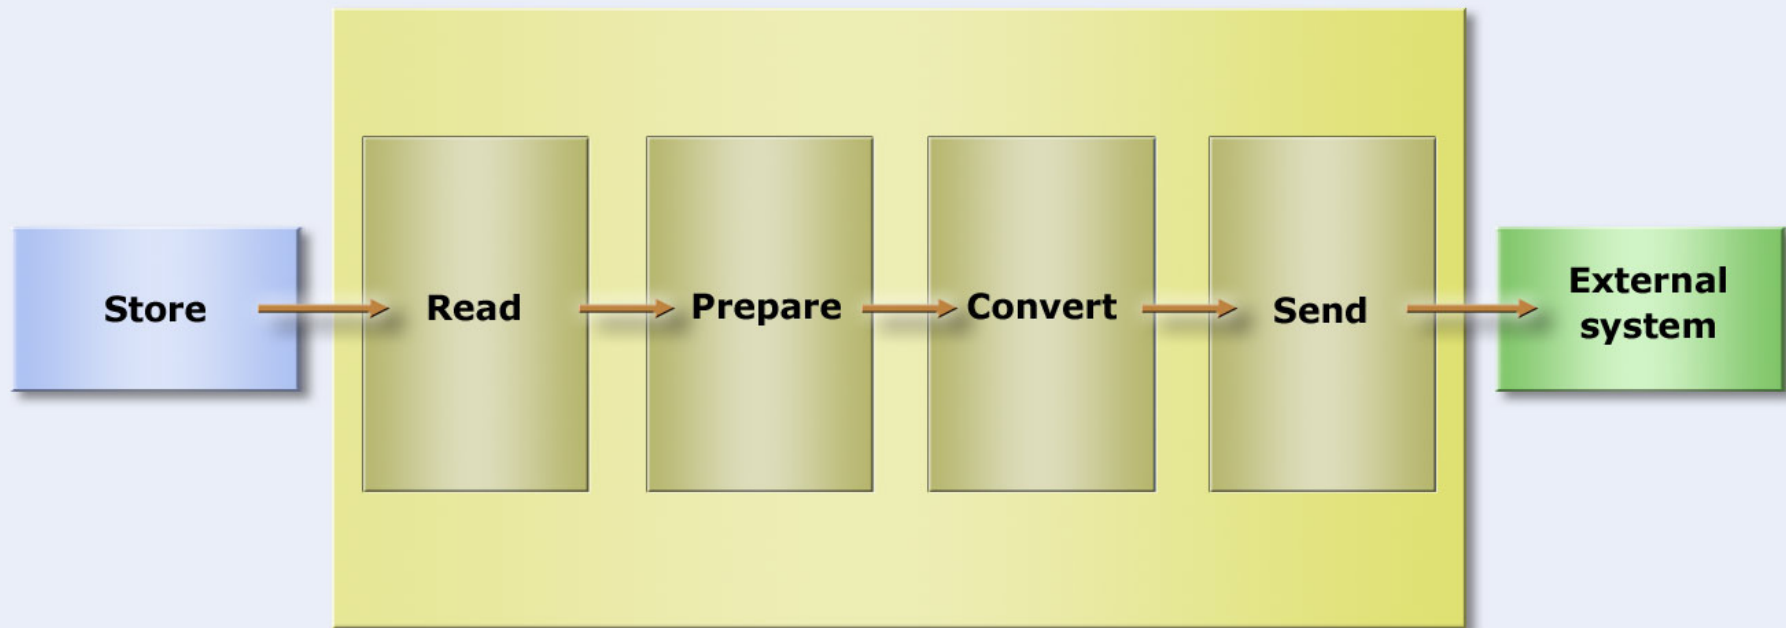 Store
Read
Prepare
Convert
Send
External
system